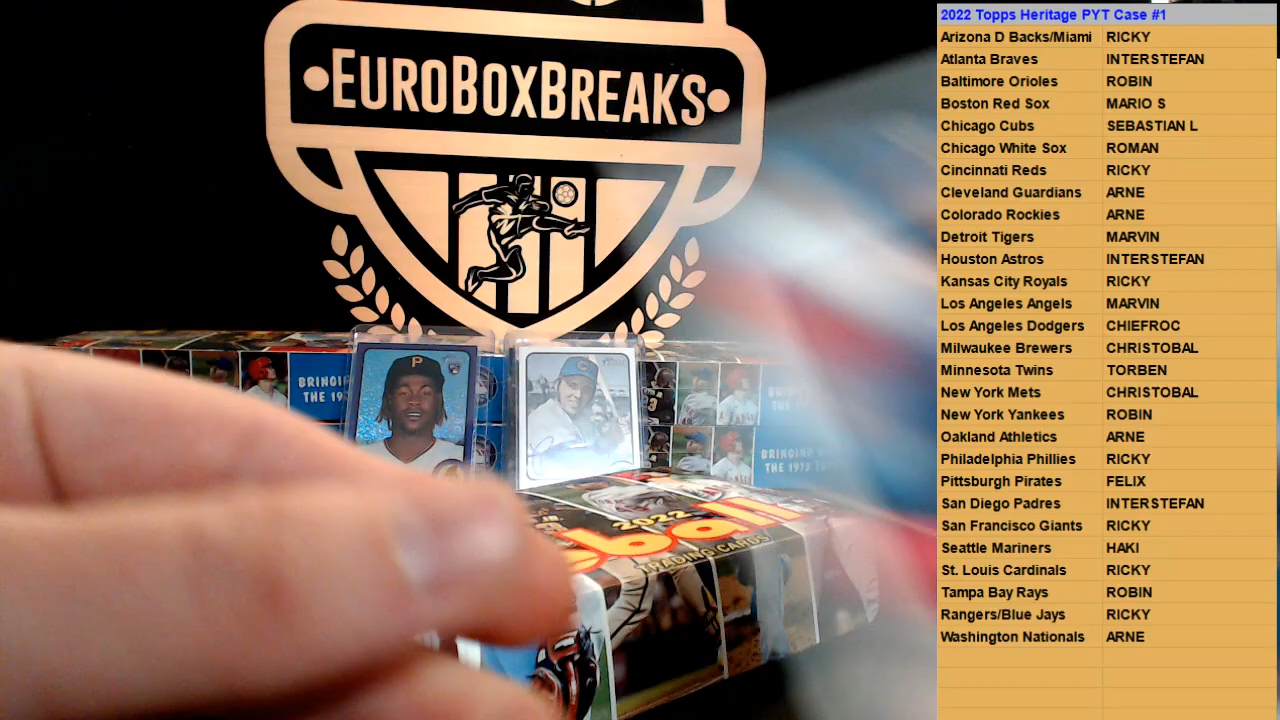 EUROBOXBREAKS
P
BRINGI
THE 19
2022
eball
TRADING CARDS
BRINGING
THE 1973
2022 Topps Heritage PYT Case #1
Arizona D Backs/Miami RICKY
Atlanta Braves INTERSTEFAN
Baltimore Orioles ROBIN
Boston Red Sox MARIO S
Chicago Cubs SEBASTIAN L
Chicago White Sox ROMAN
Cincinnati Reds RICKY
Cleveland Guardians ARNE
Colorado Rockies ARNE
Detroit Tigers MARVIN
Houston Astros INTERSTEFAN
Kansas City Royals RICKY
Los Angeles Angels MARVIN
Los Angeles Dodgers CHIEFROC
Milwaukee Brewers CHRISTOBAL
Minnesota Twins TORBEN
New York Mets CHRISTOBAL
New York Yankees ROBIN
Oakland Athletics ARNE
Philadelphia Phillies RICKY
Pittsburgh Pirates FELIX
San Diego Padres INTERSTEFAN
San Francisco Giants RICKY
Seattle Mariners HAKI
St. Louis Cardinals RICKY
Tampa Bay Rays ROBIN
Rangers/Blue Jays RICKY
Washington Nationals ARNE